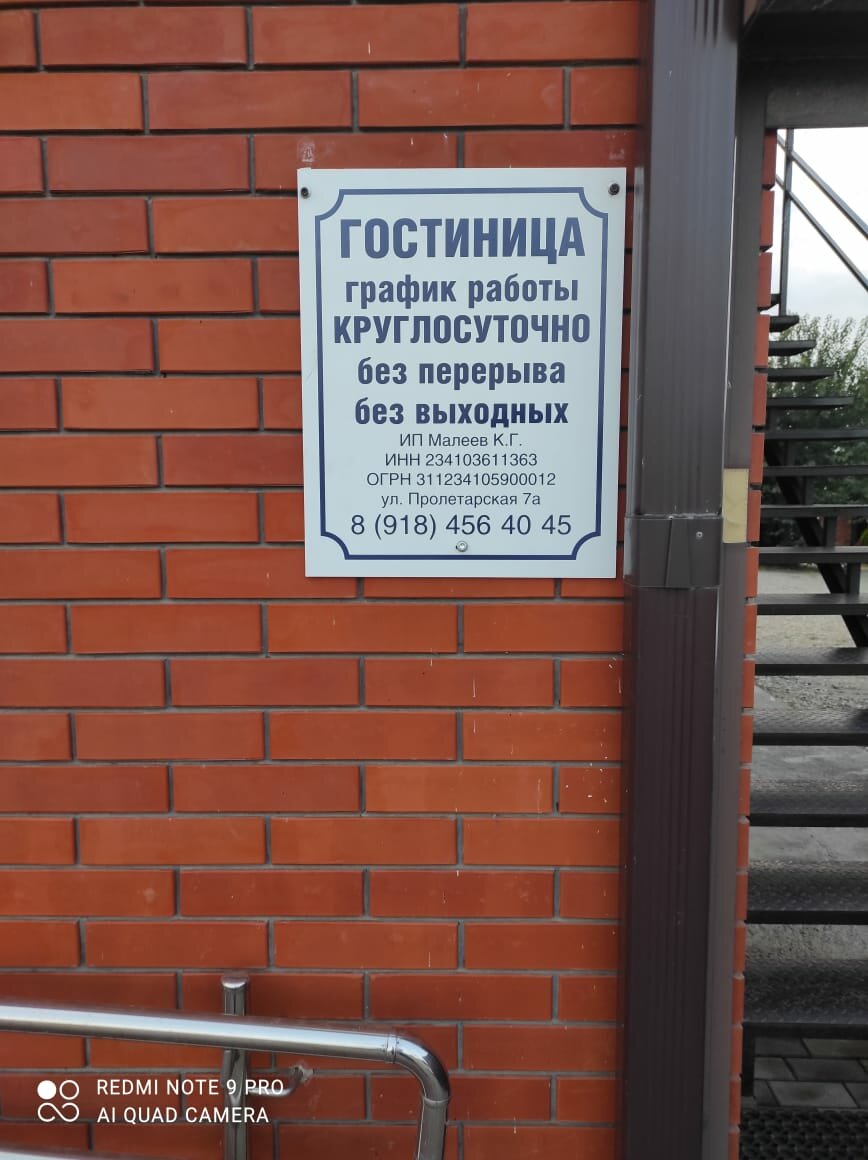 ГОСТИНИЦА
график работы
КРУГЛОСУТОЧНО
без перерыва
без выходных
ИП Малеев К.Г.
ИНН 234103611363
ОГРН 311234105900012
ул. Пролетарская 7а
8 (918) 456 40 45
REDMI NOTE 9 PRO
AI QUAD CAMERA